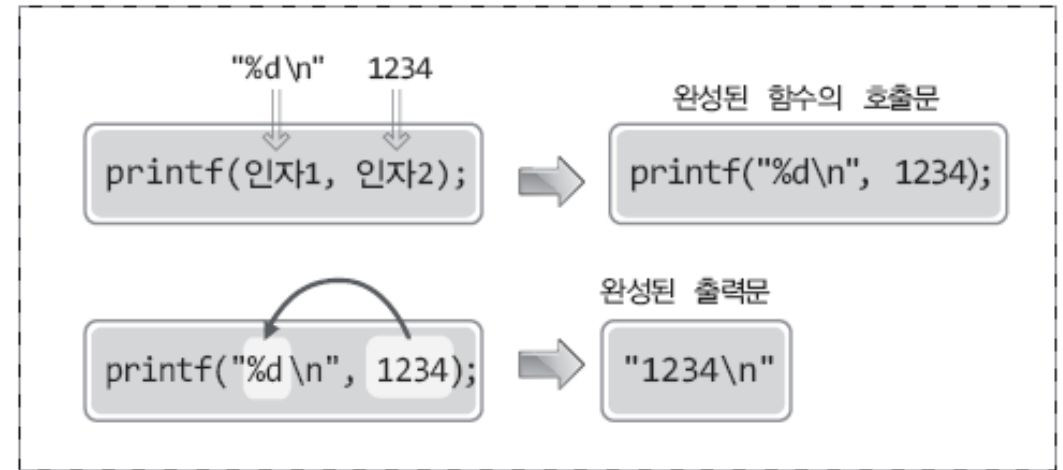 "%d\n" 1234
완성된 함수의 호출문
printf(인자1, 인자2);
printf("%d\n", 1234);
완성된 출력문
printf("%d\n", 1234);
"1234\n"